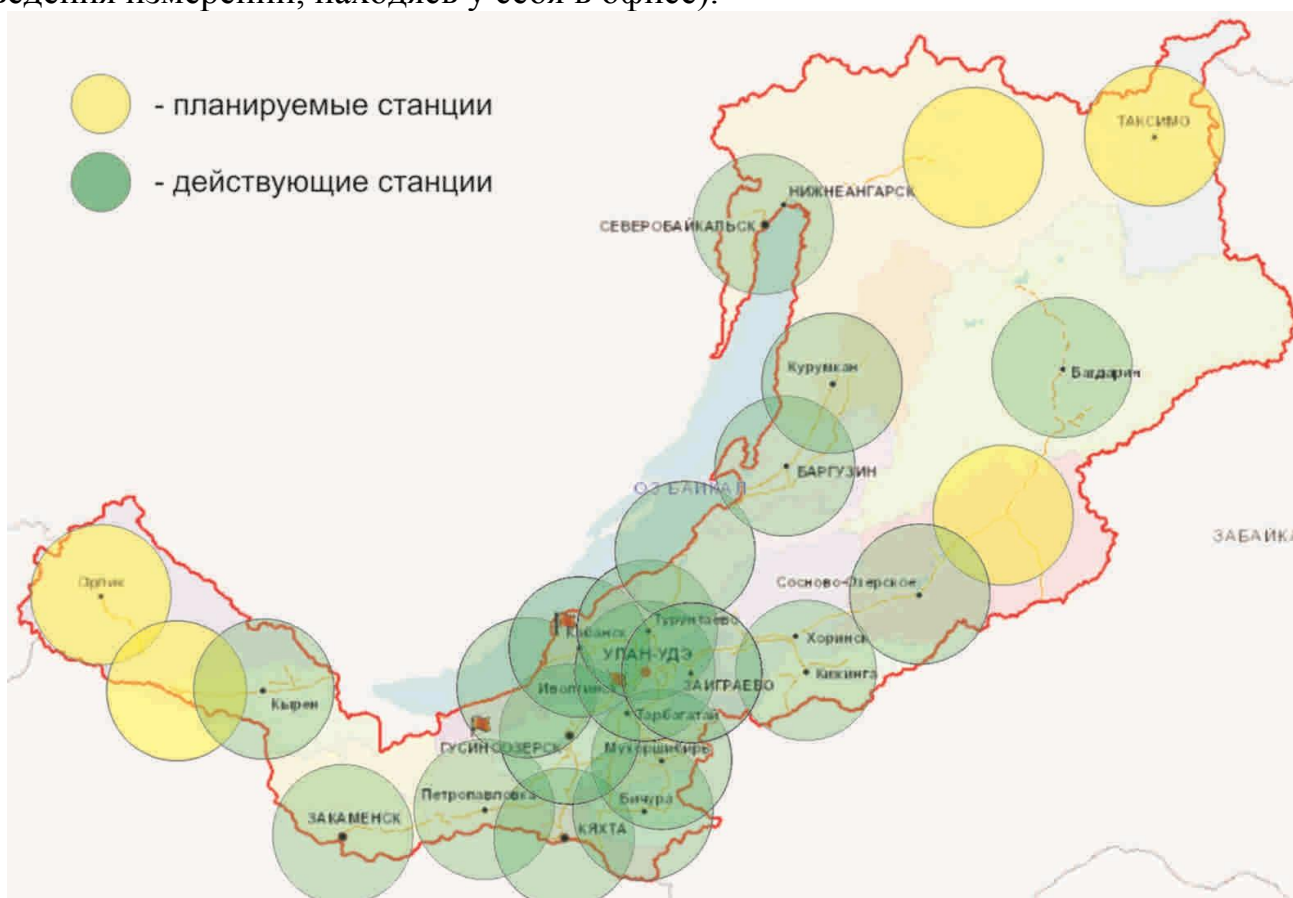 ведения измерений, находясь у себя в офисе).
- планируемые станции
- действующие станции
ТАКСИМО
НИЖНЕАНГАРСК
СЕВЕРОБАЙКАЛЬСК
Курумкан
Багдарин
БАРГУЗИН
ОЗ БАЙКАЛ
ЗАБАЙКА
Орлик
Сосново-Озерское
Турунтаево
Кабанск
Хоринск
УЛАН-УДЭ
ЗАИГРАЕВО
Кижинга
Иволгинск
Кырен
Тарбагатай
ГУСИНООЗЕРСК
Мухоршибирь
Петропавловка
Бичура
ЗАКАМЕНСК
КЯХТА